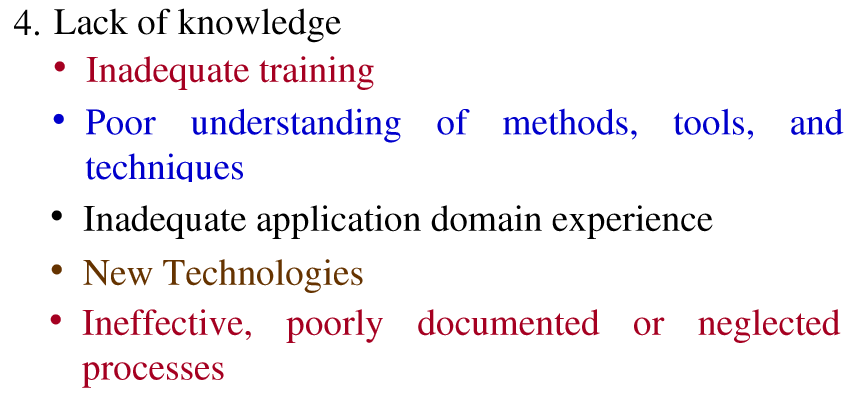 4. Lack of knowledge
• Inadequate training
• Poor understanding of methods, tools, and
techniques
• Inadequate application domain experience
• New Technologies
• Ineffective, poorly documented or neglected
processes